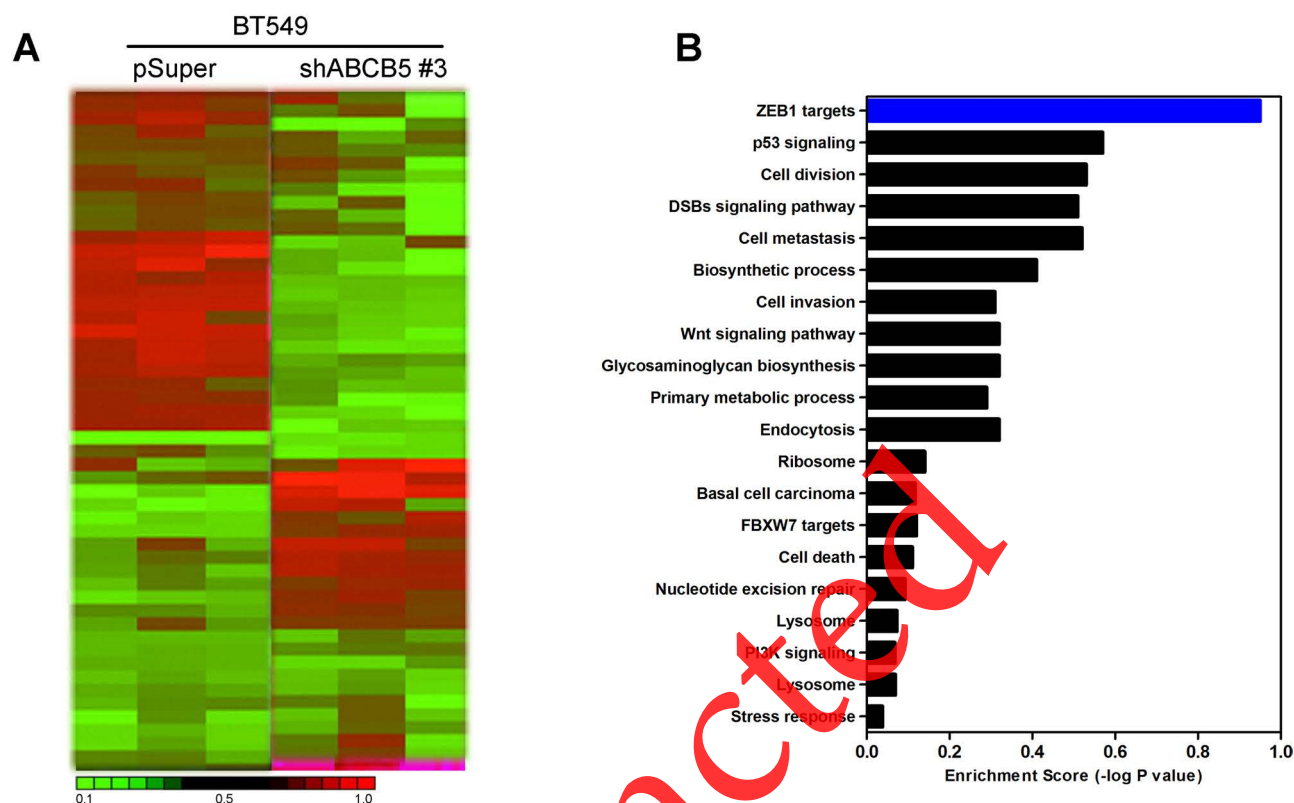 A
BT549
pSuper
shABCB5 #3
0.1
0.5
1.0
B
ZEB1 targets
p53 signaling
Cell division
DSBs signaling pathway
Cell metastasis
Biosynthetic process
Cell invasion
Wnt signaling pathway
Glycosaminoglycan biosynthesis
Primary metabolic process
Endocytosis
Ribosome
Basal cell carcinoma
FBXW7 targets
Cell death
Nucleotide excision repair
Lysosome
PI3K signaling
Lysosome
Stress response
0.0 0.2 0.4 0.6 0.8 1.0
Enrichment Score (-log P value)
cted